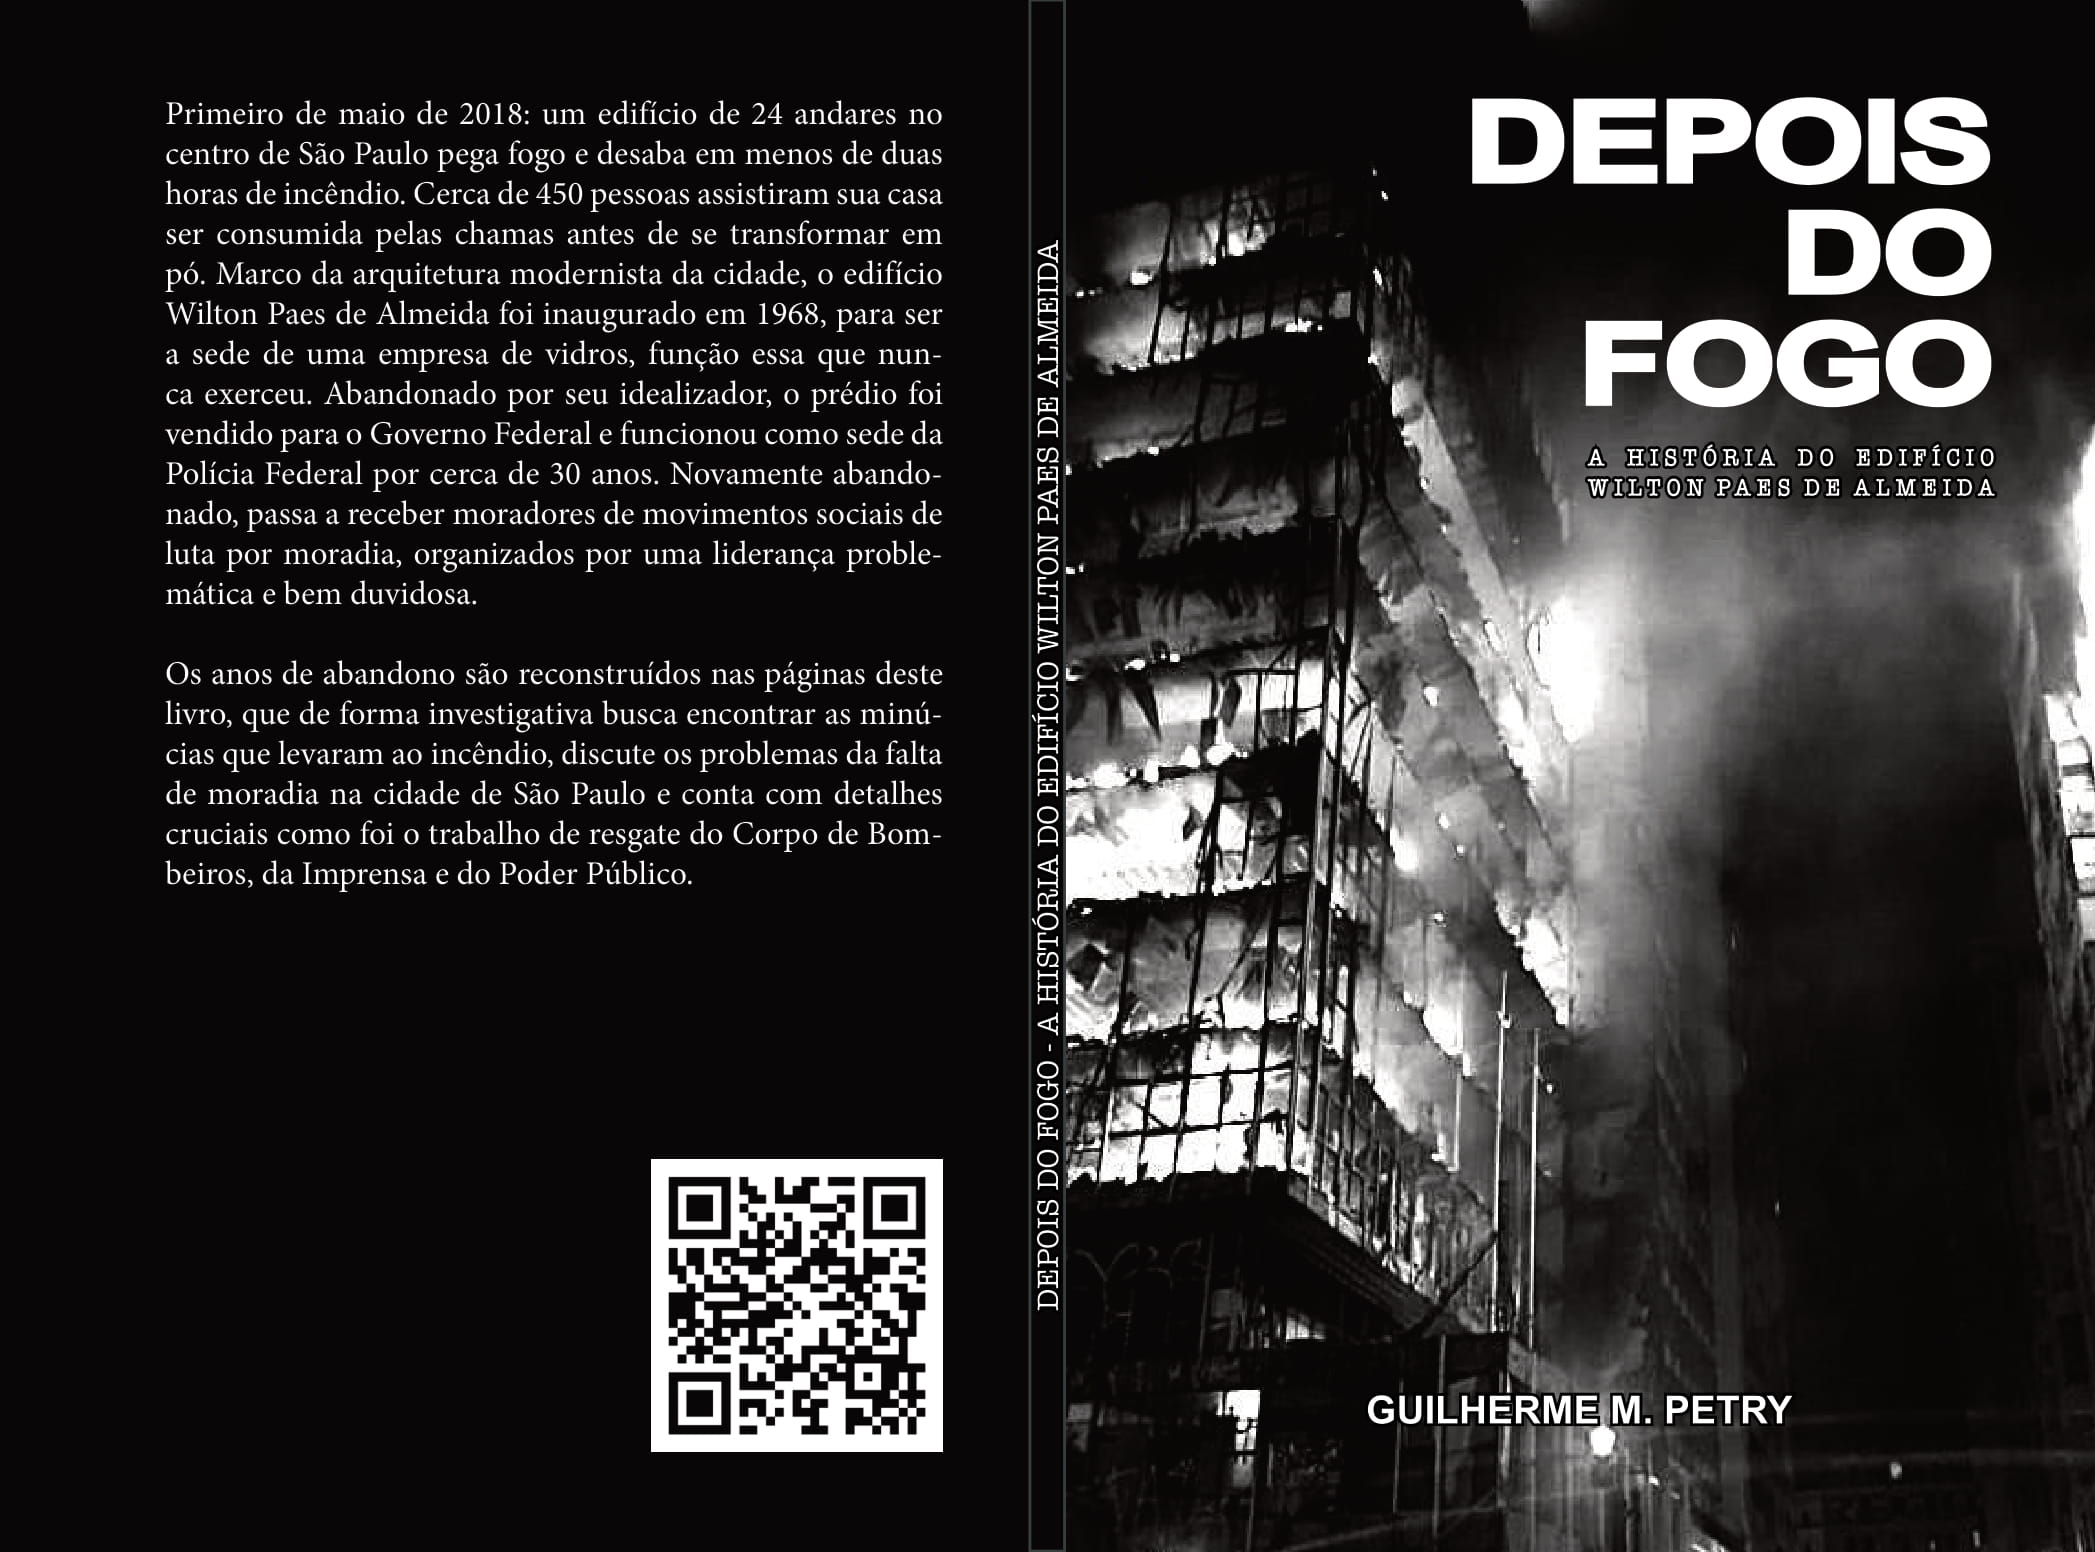 Primeiro de maio de 2018: um edifício de 24 andares no
centro de São Paulo pega fogo e desaba em menos de duas
horas de incêndio. Cerca de 450 pessoas assistiram sua casa
ser consumida pelas chamas antes de se transformar em
pó. Marco da arquitetura modernista da cidade, o edifício
Wilton Paes de Almeida foi inaugurado em 1968, para ser
a sede de uma empresa de vidros, função essa que nun-
ca exerceu. Abandonado por seu idealizador, o prédio foi
vendido para o Governo Federal e funcionou como sede da
Polícia Federal por cerca de 30 anos. Novamente abando-
nado, passa a receber moradores de movimentos sociais de
luta por moradia, organizados por uma liderança proble-
mática e bem duvidosa.
Os anos de abandono são reconstruídos nas páginas deste
livro, que de forma investigativa busca encontrar as minú-
cias que levaram ao incêndio, discute os problemas da falta
de moradia na cidade de São Paulo e conta com detalhes
cruciais como foi o trabalho de resgate do Corpo de Bom-
beiros, da Imprensa e do Poder Público.
DEPOIS DO FOGO - A HISTÓRIA DO EDIFÍCIO WILTON PAES DE ALMEIDA
DEPOIS
DO
FOGO
A HISTÓRIA DO EDIFÍCIO
WILTON PAES DE ALMEIDA
GUILHERME M. PETRY